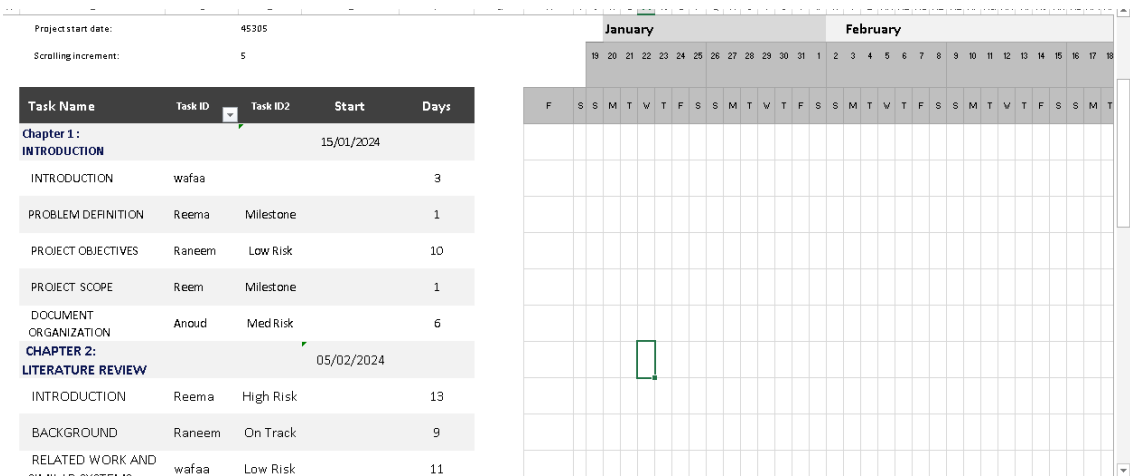 Project start date: 45305
January February
Scrolling increment: 5
19 20 21 22 23 24 25 26 27 28 29 30 31 1 2 3 4 5 6 7 8 9 10 11 12 13 14 15 16 17 18
Task Name Task ID Task ID2 Start Days
F S S M T W T F S S M T W T F S S M T W T F S S M T W T F S S M T
Chapter 1 :
INTRODUCTION 15/01/2024
INTRODUCTION wafaa 3
PROBLEM DEFINITION Reema Milestone 1
PROJECT OBJECTIVES Raneem Low Risk 10
PROJECT SCOPE Reem Milestone 1
DOCUMENT
ORGANIZATION Anoud Med Risk 6
CHAPTER 2:
LITERATURE REVIEW 05/02/2024
INTRODUCTION Reema High Risk 13
BACKGROUND Raneem On Track 9
RELATED WORK AND
wafaa Low Risk 11